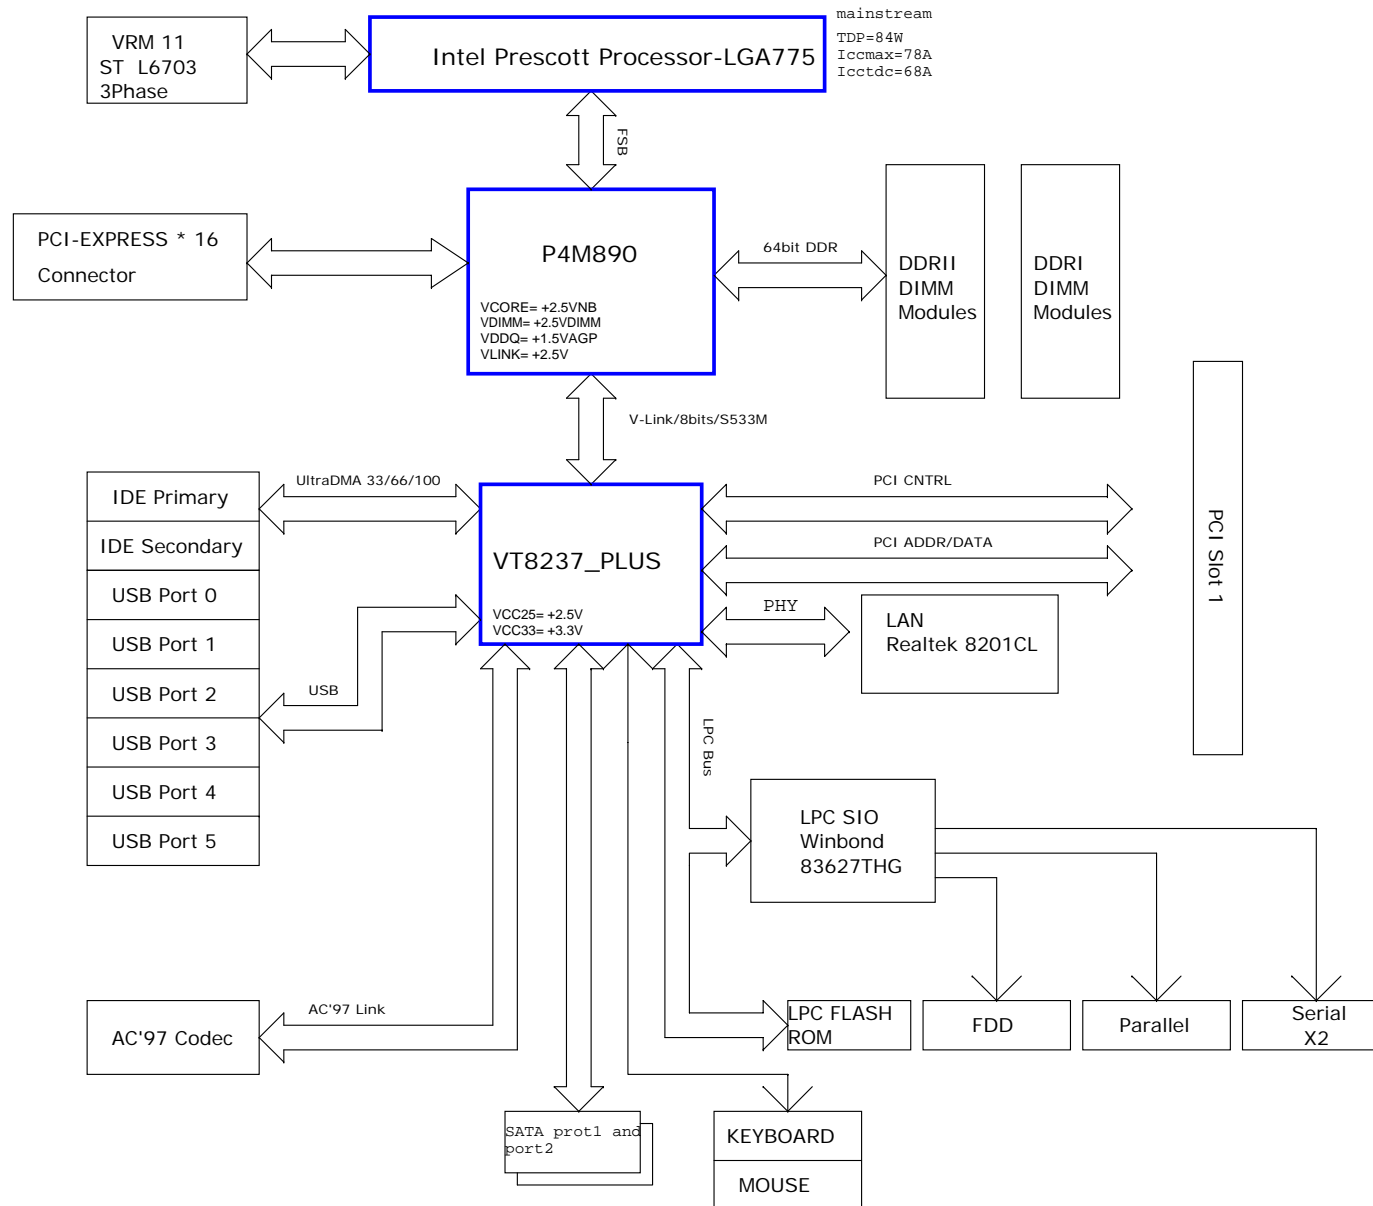 mainstream
TDP=84W
Iccmax=78A
Icctdc=68A
VRM 11
ST L6703
3Phase
Intel Prescott Processor-LGA775
FSB
PCI-EXPRESS * 16
Connector
P4M890
VCORE= +2.5VNB
VDIMM= +2.5VDIMM
VDDQ= +1.5VAGP
VLINK= +2.5V
64bit DDR
DDRII
DIMM
Modules
DDRI
DIMM
Modules
V-Link/8bits/S533M
PCI Slot 1
IDE Primary
IDE Secondary
USB Port 0
USB Port 1
USB Port 2
USB Port 3
USB Port 4
USB Port 5
UltraDMA 33/66/100
USB
VT8237_PLUS
VCC25= +2.5V
VCC33= +3.3V
PCI CNTRL
PCI ADDR/DATA
PHY
LAN
Realtek 8201CL
LPC Bus
LPC SIO
Winbond
83627THG
AC'97 Codec
AC'97 Link
LPC FLASH
ROM
FDD
Parallel
Serial
X2
SATA prot1 and
port2
KEYBOARD
MOUSE